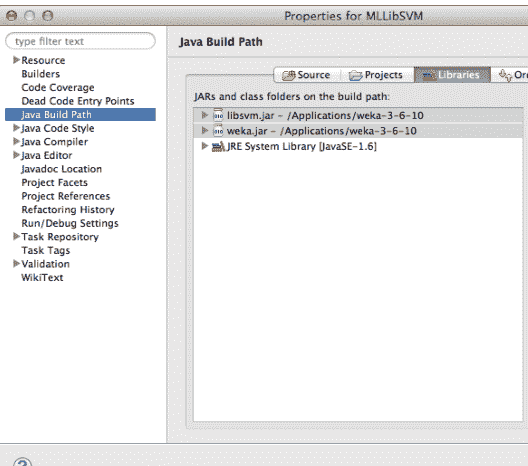 Properties for MLLibSVM
type filter text
Java Build Path
Resource
Builders
Code Coverage
Dead Code Entry Points
Java Build Path
Java Code Style
Java Compiler
Java Editor
Javadoc Location
Project Facets
Project References
Refactoring History
Run/Debug Settings
Task Repository
Task Tags
Validation
WikiText
Source
Projects
Libraries
Or
JARs and class folders on the build path:
libsvm.jar - /Applications/weka-3-6-10
weka.jar - /Applications/weka-3-6-10
JRE System Library [JavaSE-1.6]
?